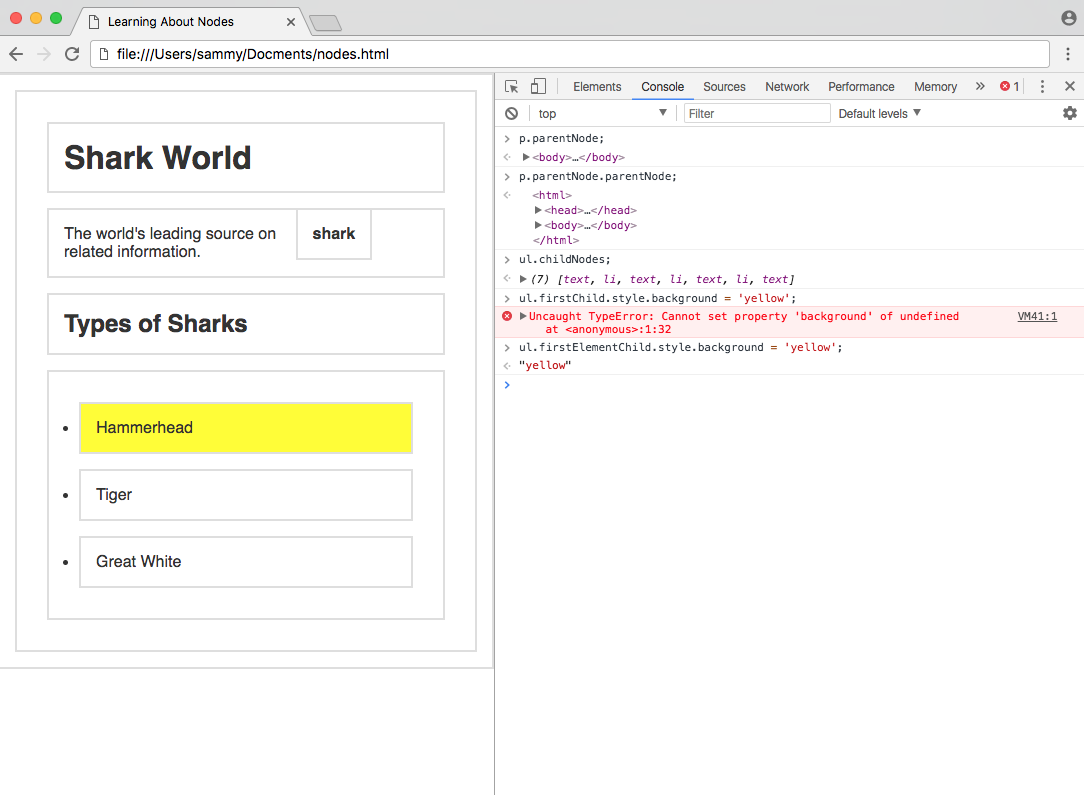 Learning About Nodes
file:///Users/sammy/Docments/nodes.html
Shark World
The world's leading source on
related information.
shark
Types of Sharks
Hammerhead
Tiger
Great White
Elements Console Sources Network Performance Memory » 1
top Filter Default levels
p.parentNode;
<body>…</body>
p.parentNode.parentNode;
<html>
<head>…</head>
<body>…</body>
</html>
ul.childNodes;
(7) [text, li, text, li, text, li, text]
ul.firstChild.style.background = 'yellow';
Uncaught TypeError: Cannot set property 'background' of undefined VM41:1
at <anonymous>:1:32
ul.firstElementChild.style.background = 'yellow';
"yellow"